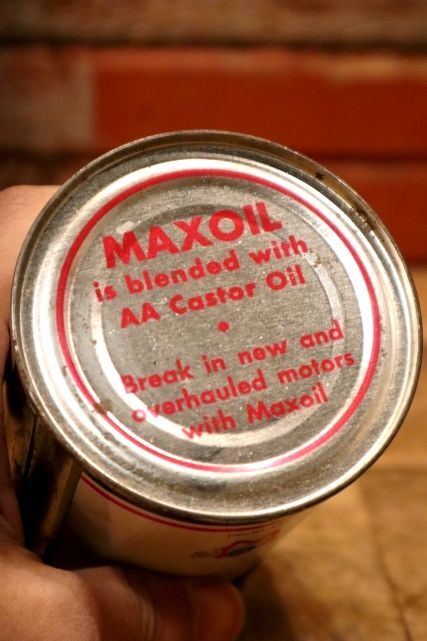 MAXOIL
is blended with
AA Castor Oil
•
Break in new and
overhauled motors
with Maxoil